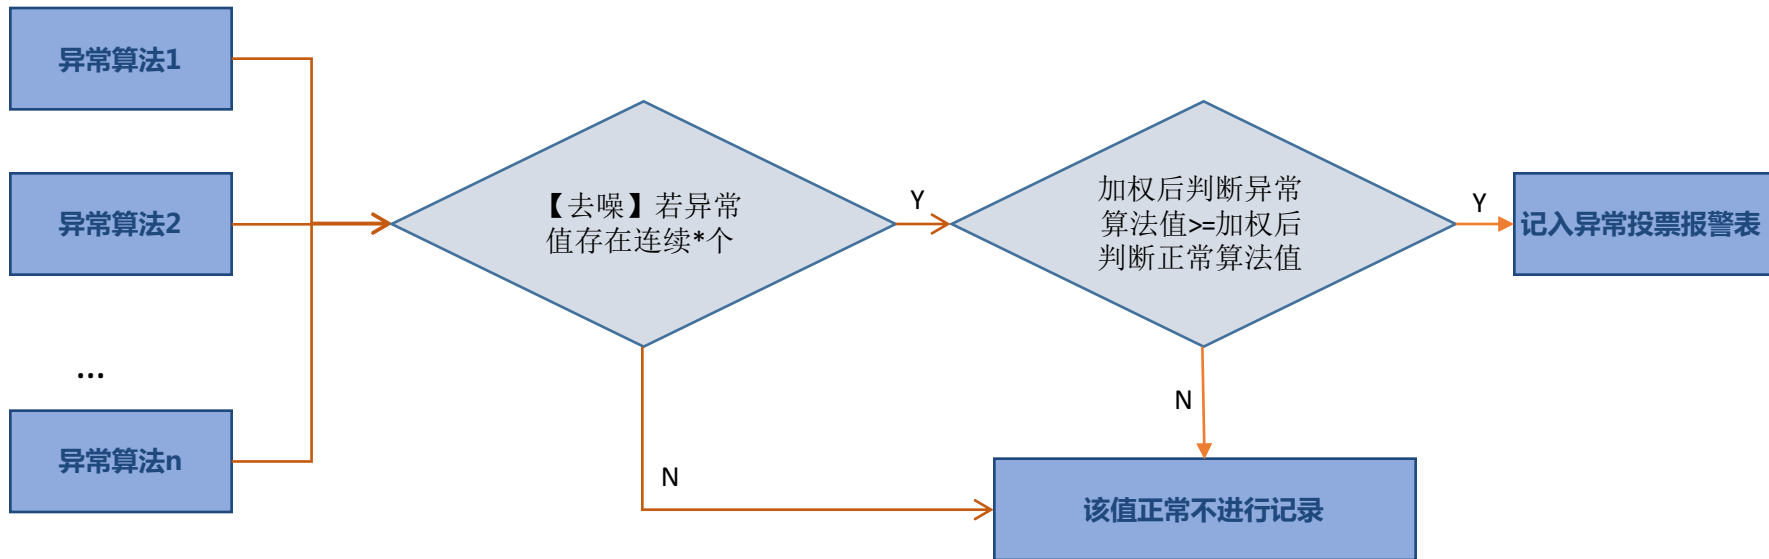 异常算法1
异常算法2
...
异常算法n
【去噪】若异常
值存在连续*个
Y
N
加权后判断异常
算法值>=加权后
判断正常算法值
Y
N
记入异常投票报警表
该值正常不进行记录